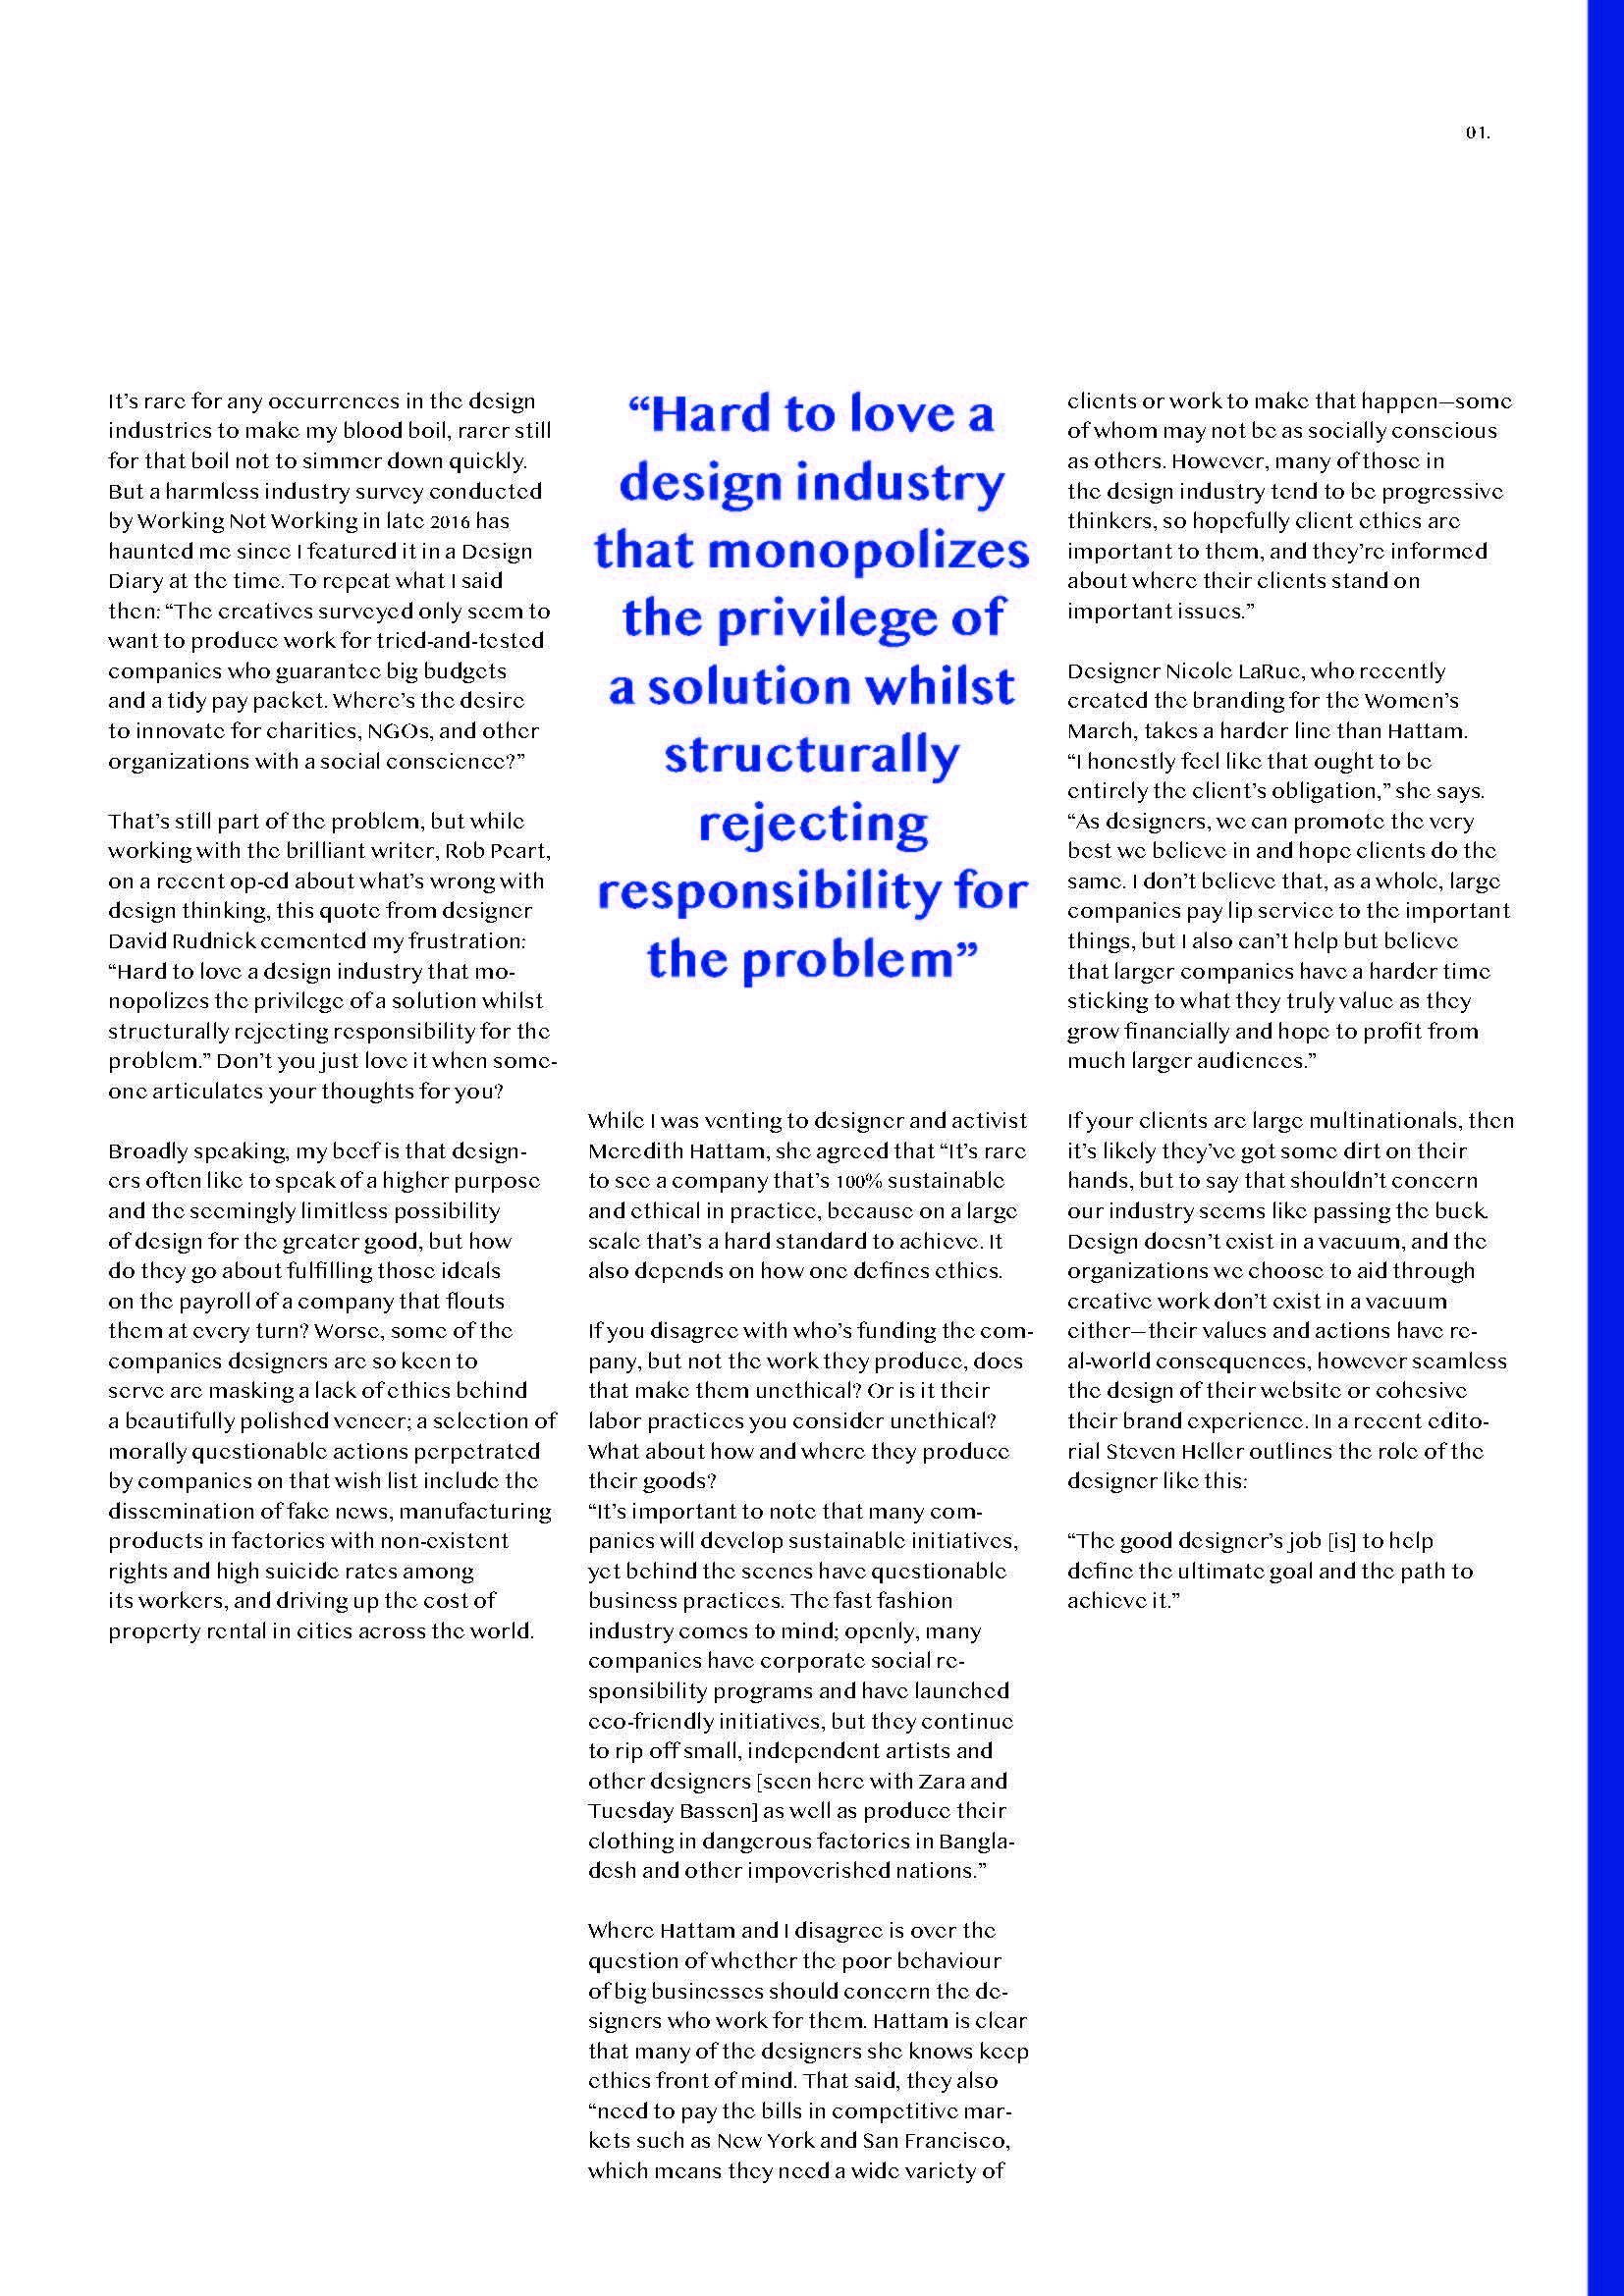 01.
It's rare for any occurrences in the design
industries to make my blood boil, rarer still
for that boil not to simmer down quickly.
But a harmless industry survey conducted
by Working Not Working in late 2016 has
haunted me since I featured it in a Design
Diary at the time. To repeat what I said
then: “The creatives surveyed only seem to
want to produce work for tried-and-tested
companies who guarantee big budgets
and a tidy pay packet. Where’s the desire
to innovate for charities, NGOs, and other
organizations with a social conscience?”
That’s still part of the problem, but while
working with the brilliant writer, Rob Peart,
on a recent op-ed about what’s wrong with
design thinking, this quote from designer
David Rudnick cemented my frustration:
“Hard to love a design industry that mo-
nopolizes the privilege of a solution whilst
structurally rejecting responsibility for the
problem.” Don’t you just love it when some-
one articulates your thoughts for you?
Broadly speaking, my beef is that design-
ers often like to speak of a higher purpose
and the seemingly limitless possibility
of design for the greater good, but how
do they go about fulfilling those ideals
on the payroll of a company that flouts
them at every turn? Worse, some of the
companies designers are so keen to
serve are masking a lack of ethics behind
a beautifully polished veneer; a selection of
morally questionable actions perpetrated
by companies on that wish list include the
dissemination of fake news, manufacturing
products in factories with non-existent
rights and high suicide rates among
its workers, and driving up the cost of
property rental in cities across the world.
“Hard to love a
design industry
that monopolizes
the privilege of
a solution whilst
structurally
rejecting
responsibility for
the problem”
While I was venting to designer and activist
Meredith Hattam, she agreed that “It’s rare
to see a company that’s 100% sustainable
and ethical in practice, because on a large
scale that’s a hard standard to achieve. It
also depends on how one defines ethics.
If you disagree with who’s funding the com-
pany, but not the work they produce, does
that make them unethical? Or is it their
labor practices you consider unethical?
What about how and where they produce
their goods?
“It’s important to note that many com-
panies will develop sustainable initiatives,
yet behind the scenes have questionable
business practices. The fast fashion
industry comes to mind; openly, many
companies have corporate social re-
sponsibility programs and have launched
eco-friendly initiatives, but they continue
to rip off small, independent artists and
other designers [seen here with Zara and
Tuesday Bassen] as well as produce their
clothing in dangerous factories in Bangla-
desh and other impoverished nations.”
Where Hattam and I disagree is over the
question of whether the poor behaviour
of big businesses should concern the de-
signers who work for them. Hattam is clear
that many of the designers she knows keep
ethics front of mind. That said, they also
“need to pay the bills in competitive mar-
kets such as New York and San Francisco,
which means they need a wide variety of
clients or work to make that happen—some
of whom may not be as socially conscious
as others. However, many of those in
the design industry tend to be progressive
thinkers, so hopefully client ethics are
important to them, and they’re informed
about where their clients stand on
important issues.”
Designer Nicole LaRue, who recently
created the branding for the Women’s
March, takes a harder line than Hattam.
“I honestly feel like that ought to be
entirely the client’s obligation,” she says.
“As designers, we can promote the very
best we believe in and hope clients do the
same. I don’t believe that, as a whole, large
companies pay lip service to the important
things, but I also can’t help but believe
that larger companies have a harder time
sticking to what they truly value as they
grow financially and hope to profit from
much larger audiences.”
If your clients are large multinationals, then
it’s likely they’ve got some dirt on their
hands, but to say that shouldn’t concern
our industry seems like passing the buck.
Design doesn’t exist in a vacuum, and the
organizations we choose to aid through
creative work don’t exist in a vacuum
either—their values and actions have re-
al-world consequences, however seamless
the design of their website or cohesive
their brand experience. In a recent edito-
rial Steven Heller outlines the role of the
designer like this:
“The good designer’s job [is] to help
define the ultimate goal and the path to
achieve it.”